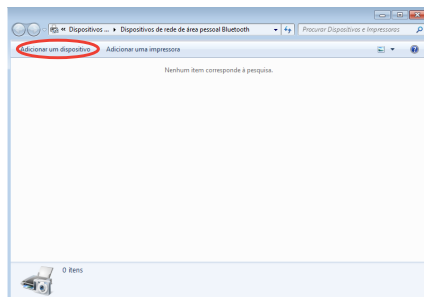 « Dispositivos ... ▸ Dispositivos de rede de área pessoal Bluetooth
Procurar Dispositivos e Impressoras
Adicionar um dispositivo
Adicionar uma impressora
Nenhum item corresponde à pesquisa.
0 itens